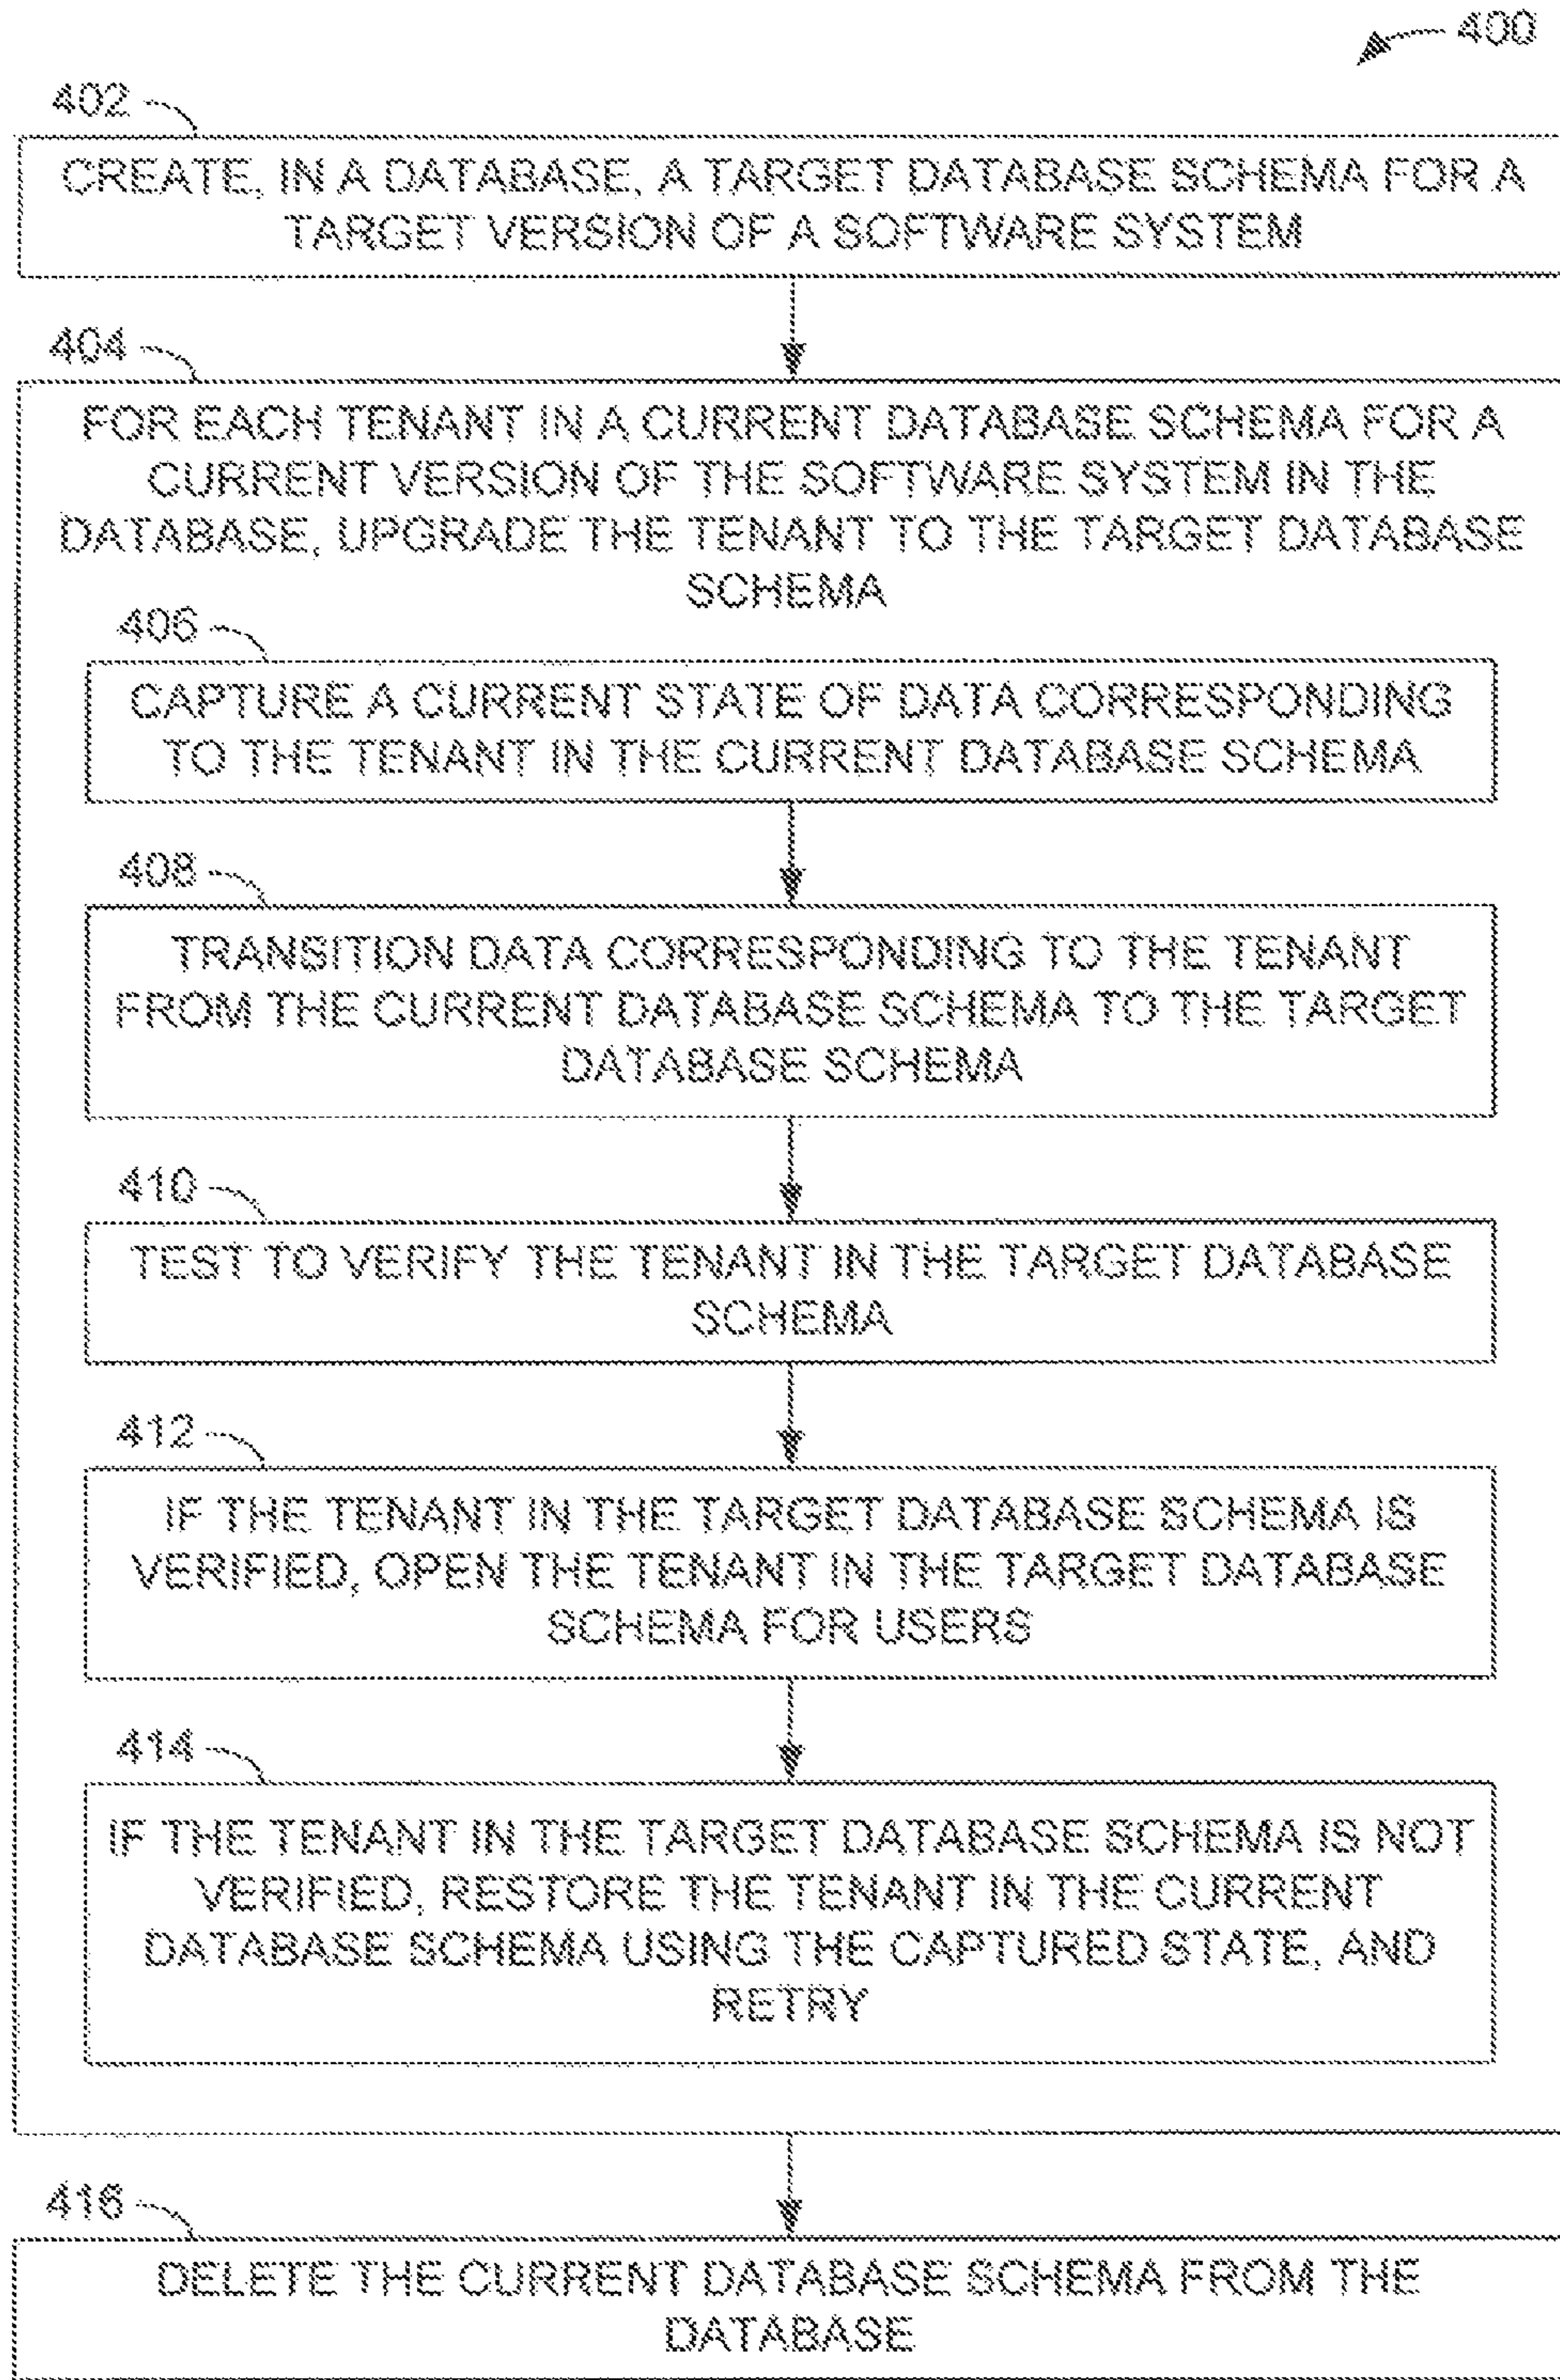 400
402
CREATE, IN A DATABASE, A TARGET DATABASE SCHEMA FOR A
TARGET VERSION OF A SOFTWARE SYSTEM
404
FOR EACH TENANT IN A CURRENT DATABASE SCHEMA FOR A
CURRENT VERSION OF THE SOFTWARE SYSTEM IN THE
DATABASE, UPGRADE THE TENANT TO THE TARGET DATABASE
SCHEMA
406
CAPTURE A CURRENT STATE OF DATA CORRESPONDING
TO THE TENANT IN THE CURRENT DATABASE SCHEMA
408
TRANSITION DATA CORRESPONDING TO THE TENANT
FROM THE CURRENT DATABASE SCHEMA TO THE TARGET
DATABASE SCHEMA
410
TEST TO VERIFY THE TENANT IN THE TARGET DATABASE
SCHEMA
412
IF THE TENANT IN THE TARGET DATABASE SCHEMA IS
VERIFIED, OPEN THE TENANT IN THE TARGET DATABASE
SCHEMA FOR USERS
414
IF THE TENANT IN THE TARGET DATABASE SCHEMA IS NOT
VERIFIED, RESTORE THE TENANT IN THE CURRENT
DATABASE SCHEMA USING THE CAPTURED STATE, AND
RETRY
416
DELETE THE CURRENT DATABASE SCHEMA FROM THE
DATABASE